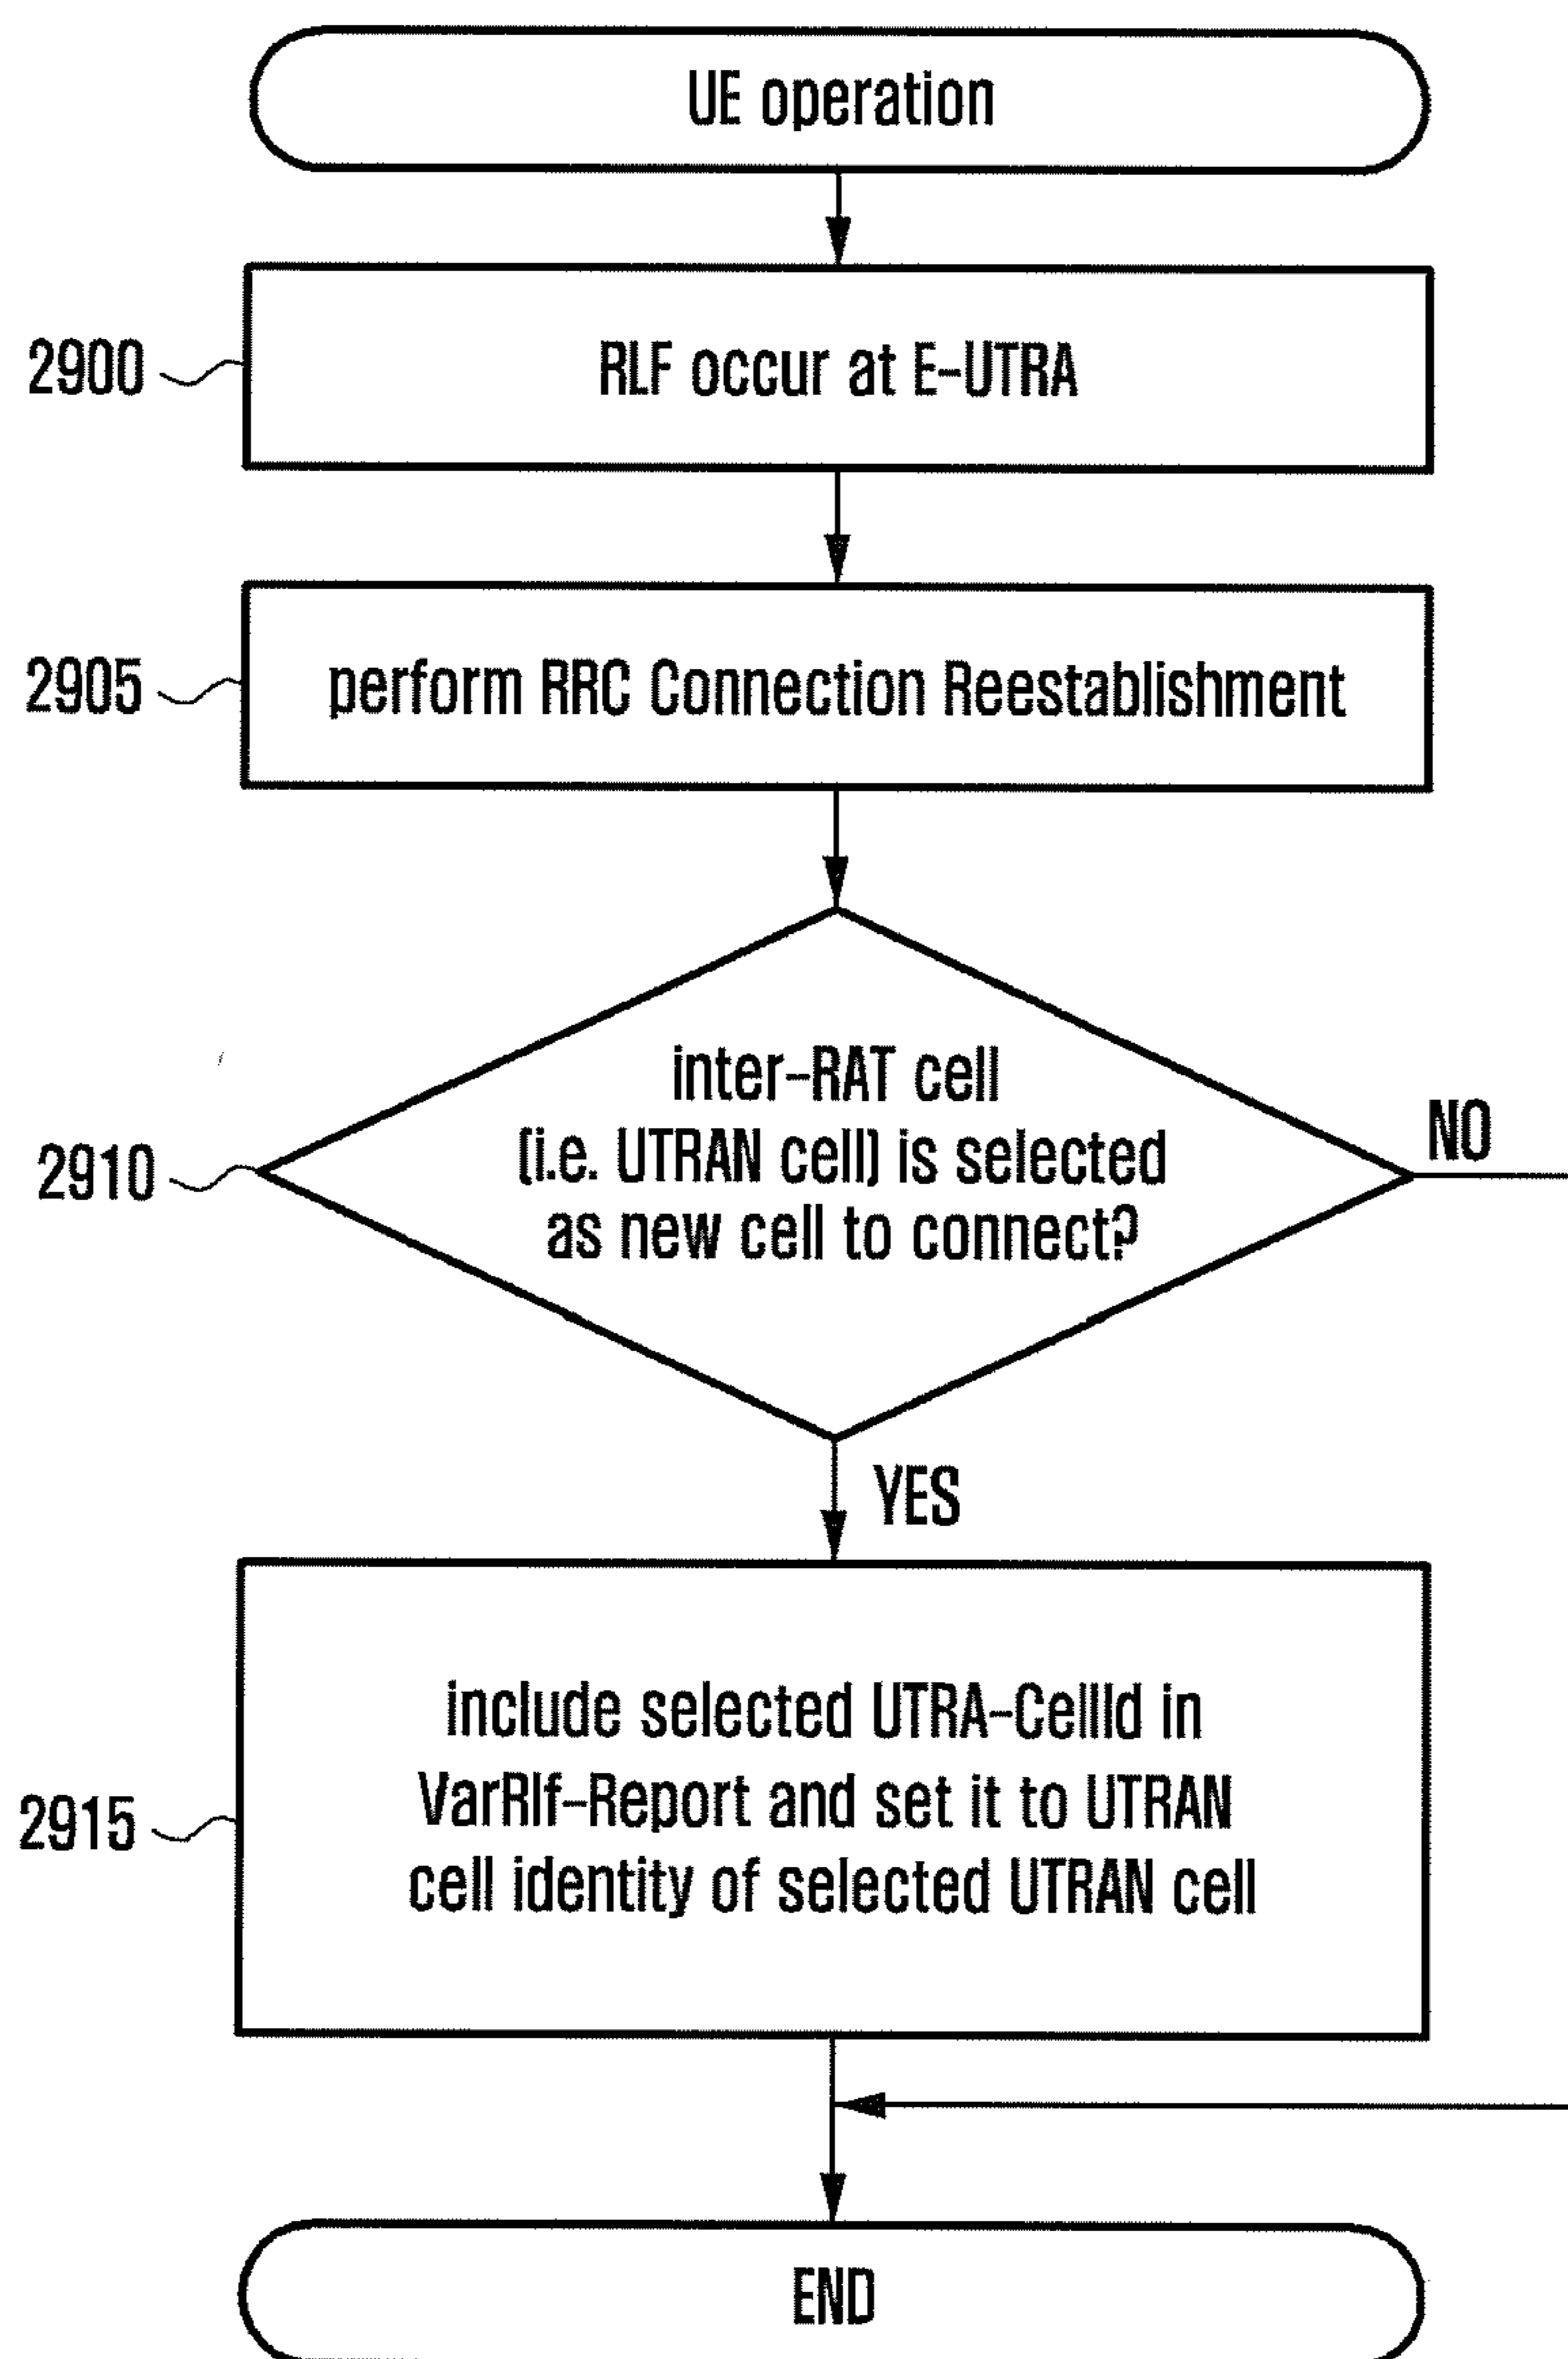 UE operation
2900
RLF occur at E-UTRA
2905
perform RRC Connection Reestablishment
2910
inter-RAT cell
(i.e. UTRAN cell) is selected
as new cell to connect?
NO
YES
2915
include selected UTRA-CellId in
VarRlf-Report and set it to UTRAN
cell identity of selected UTRAN cell
END